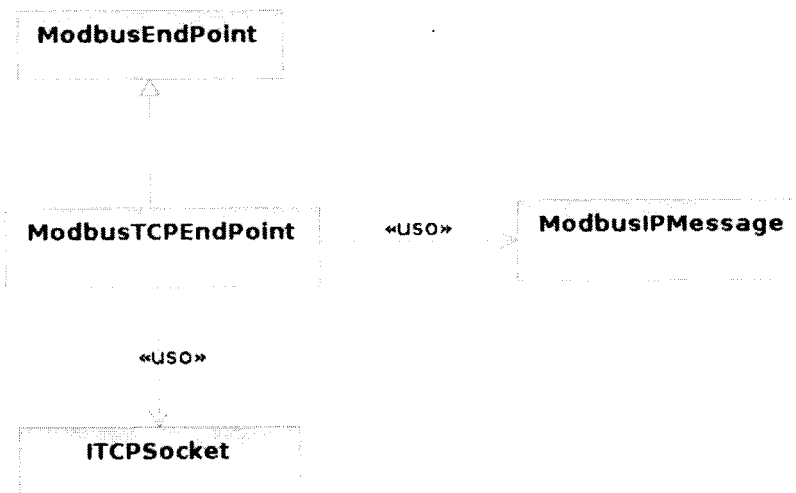 ModbusEndPoint
ModbusTCPEndPoint
«uso»
ModbusIPMessage
«uso»
ITCPSocket